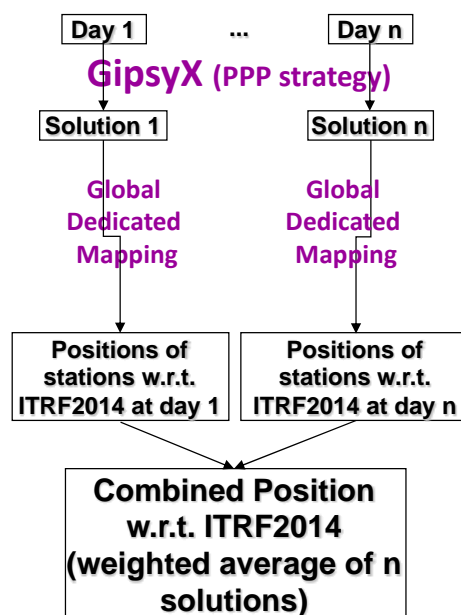 Day 1 ... Day n
GipsyX (PPP strategy)
Solution 1 Solution n
Global Global
Dedicated Dedicated
Mapping Mapping
Positions of Positions of
stations w.r.t. stations w.r.t.
ITRF2014 at day 1 ITRF2014 at day n
Combined Position
w.r.t. ITRF2014
(weighted average of n
solutions)